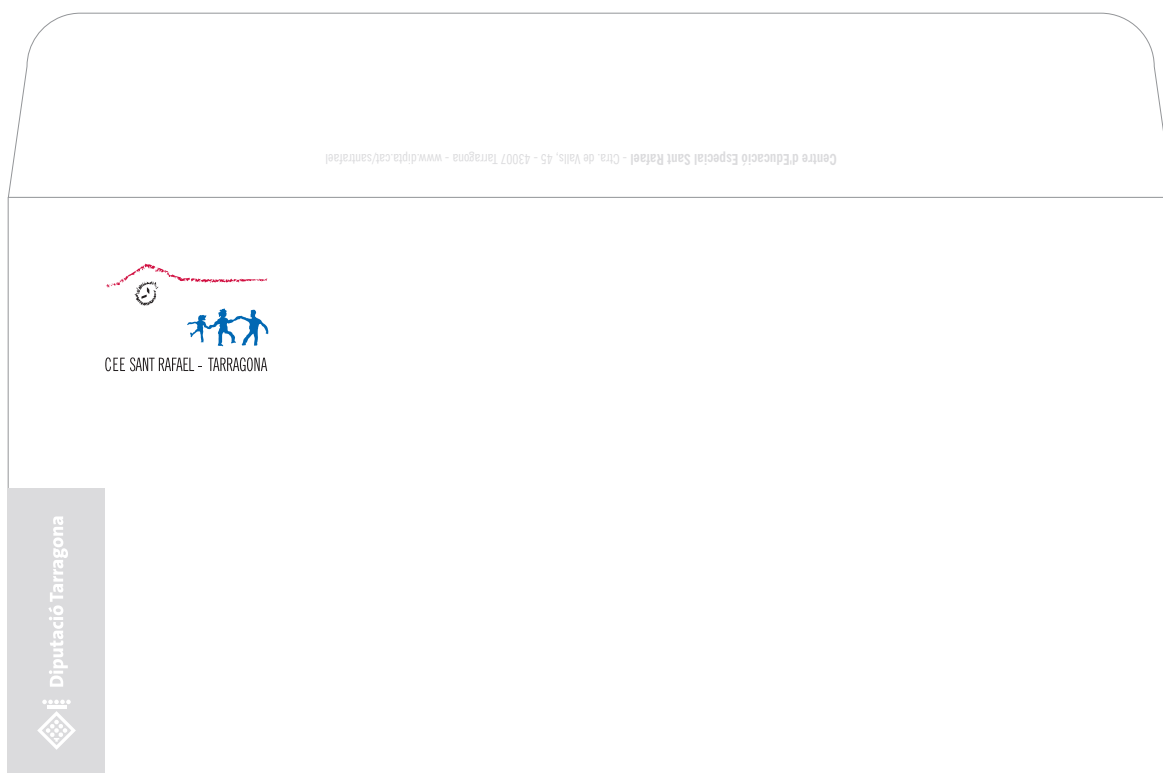 Centre d'Educació Especial Sant Rafael - Ctra. de Valls, 45 - 43007 Tarragona - www.dipta.cat/santrafael
CEE SANT RAFAEL - TARRAGONA
Diputació Tarragona